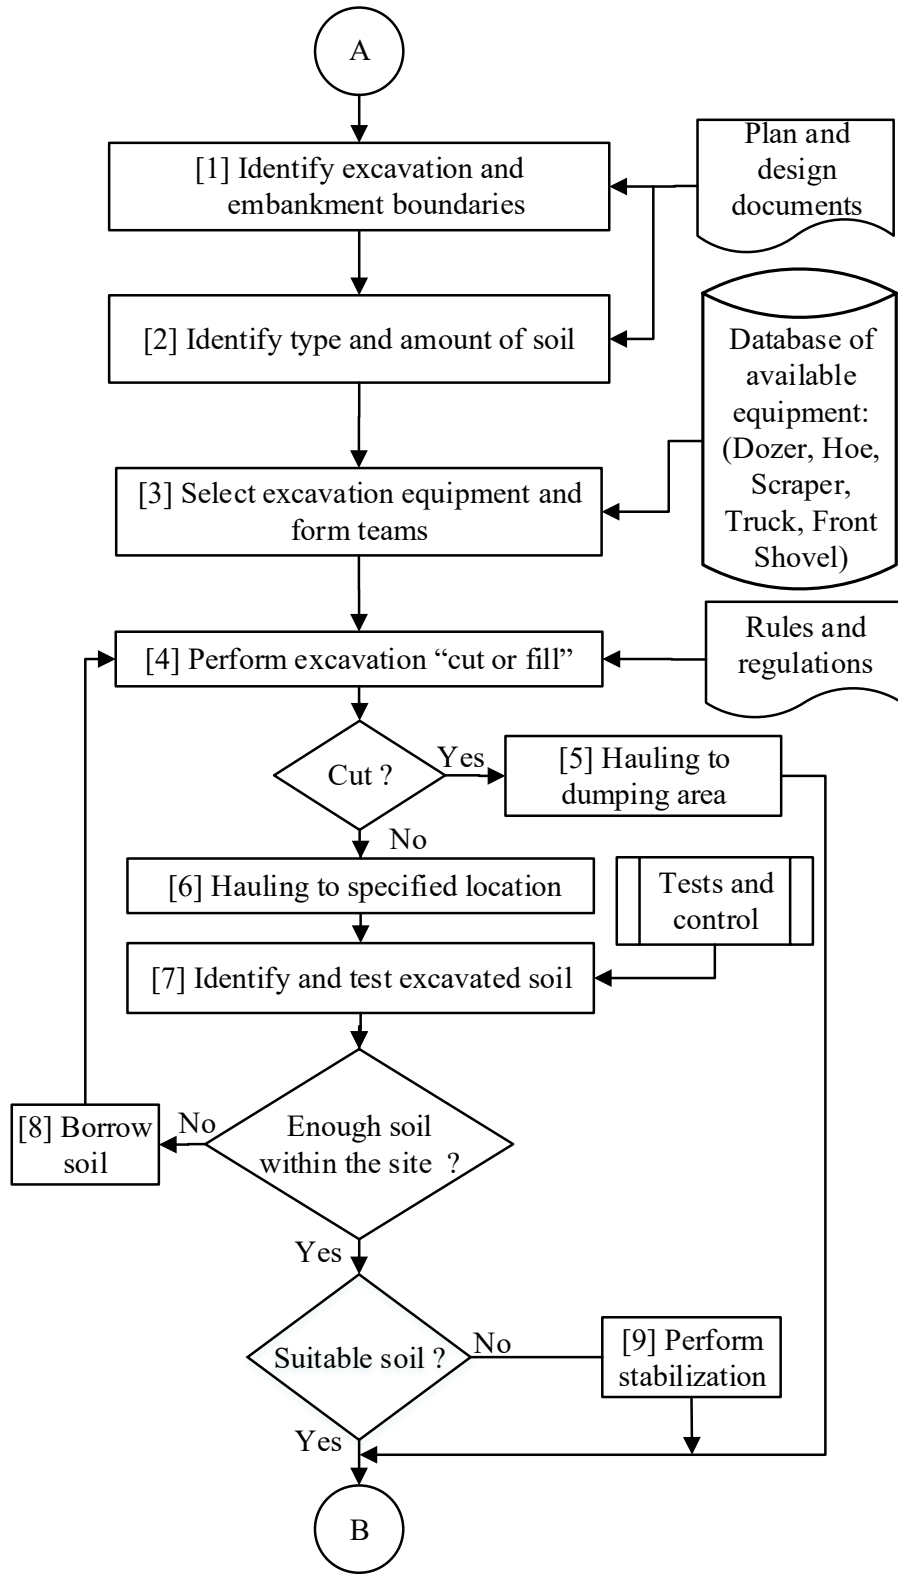 A
[1] Identify excavation and
embankment boundaries
Plan and
design
documents
[2] Identify type and amount of soil
Database of
available
equipment:
(Dozer, Hoe,
Scraper,
Truck, Front
Shovel)
[3] Select excavation equipment and
form teams
[4] Perform excavation “cut or fill”
Rules and
regulations
Cut ?
Yes
[5] Hauling to
dumping area
No
[6] Hauling to specified location
Tests and
control
[7] Identify and test excavated soil
Enough soil
within the site ?
No
[8] Borrow
soil
Yes
Suitable soil ?
No
[9] Perform
stabilization
Yes
B